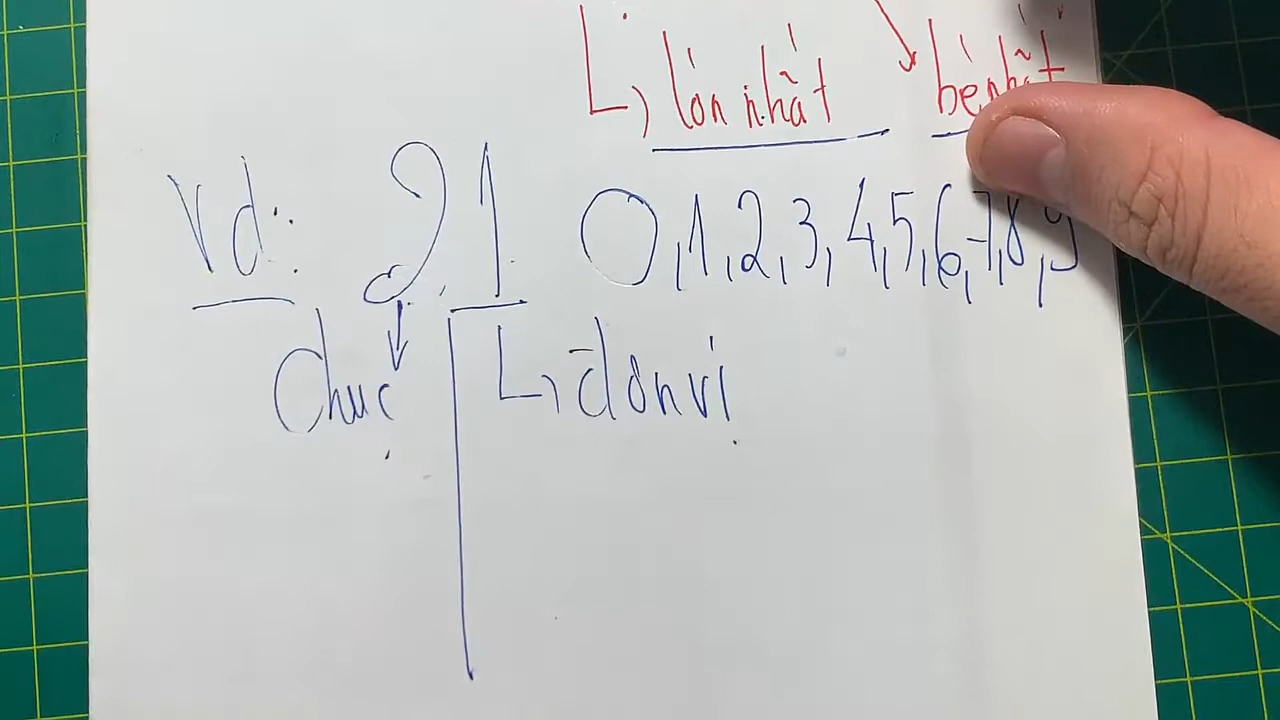 lớn nhất bé nhất
Vd: 21 0,1,2,3,4,5,6,7,8,9
Chục đơn vị